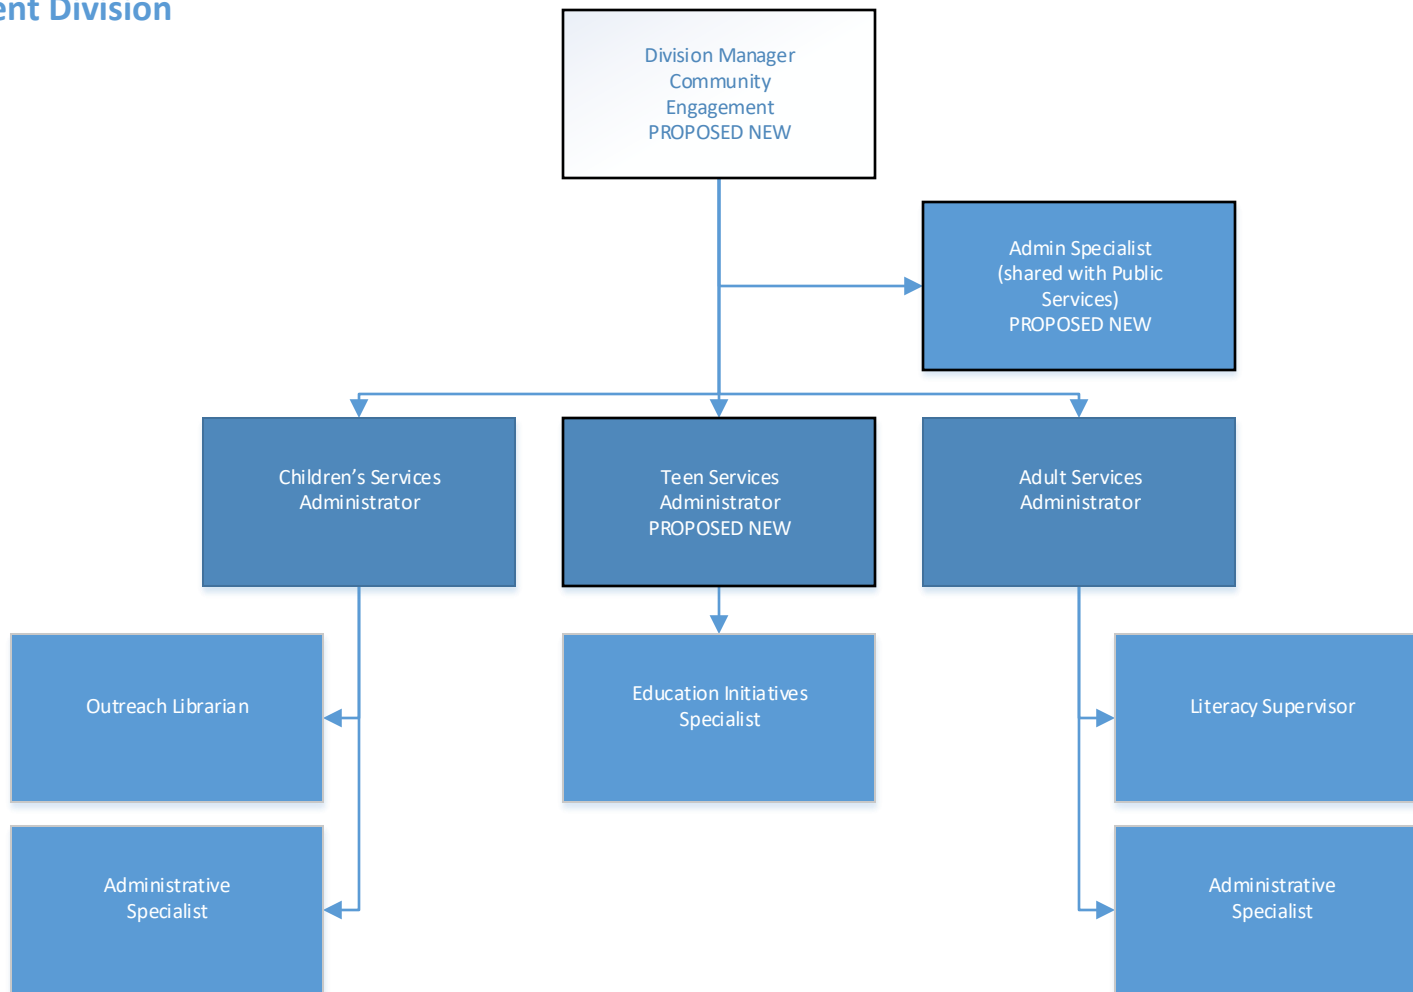 ent Division
Division Manager
Community
Engagement
PROPOSED NEW
Admin Specialist
(shared with Public
Services)
PROPOSED NEW
Children's Services
Administrator
Teen Services
Administrator
PROPOSED NEW
Adult Services
Administrator
Outreach Librarian
Education Initiatives
Specialist
Literacy Supervisor
Administrative
Specialist
Administrative
Specialist